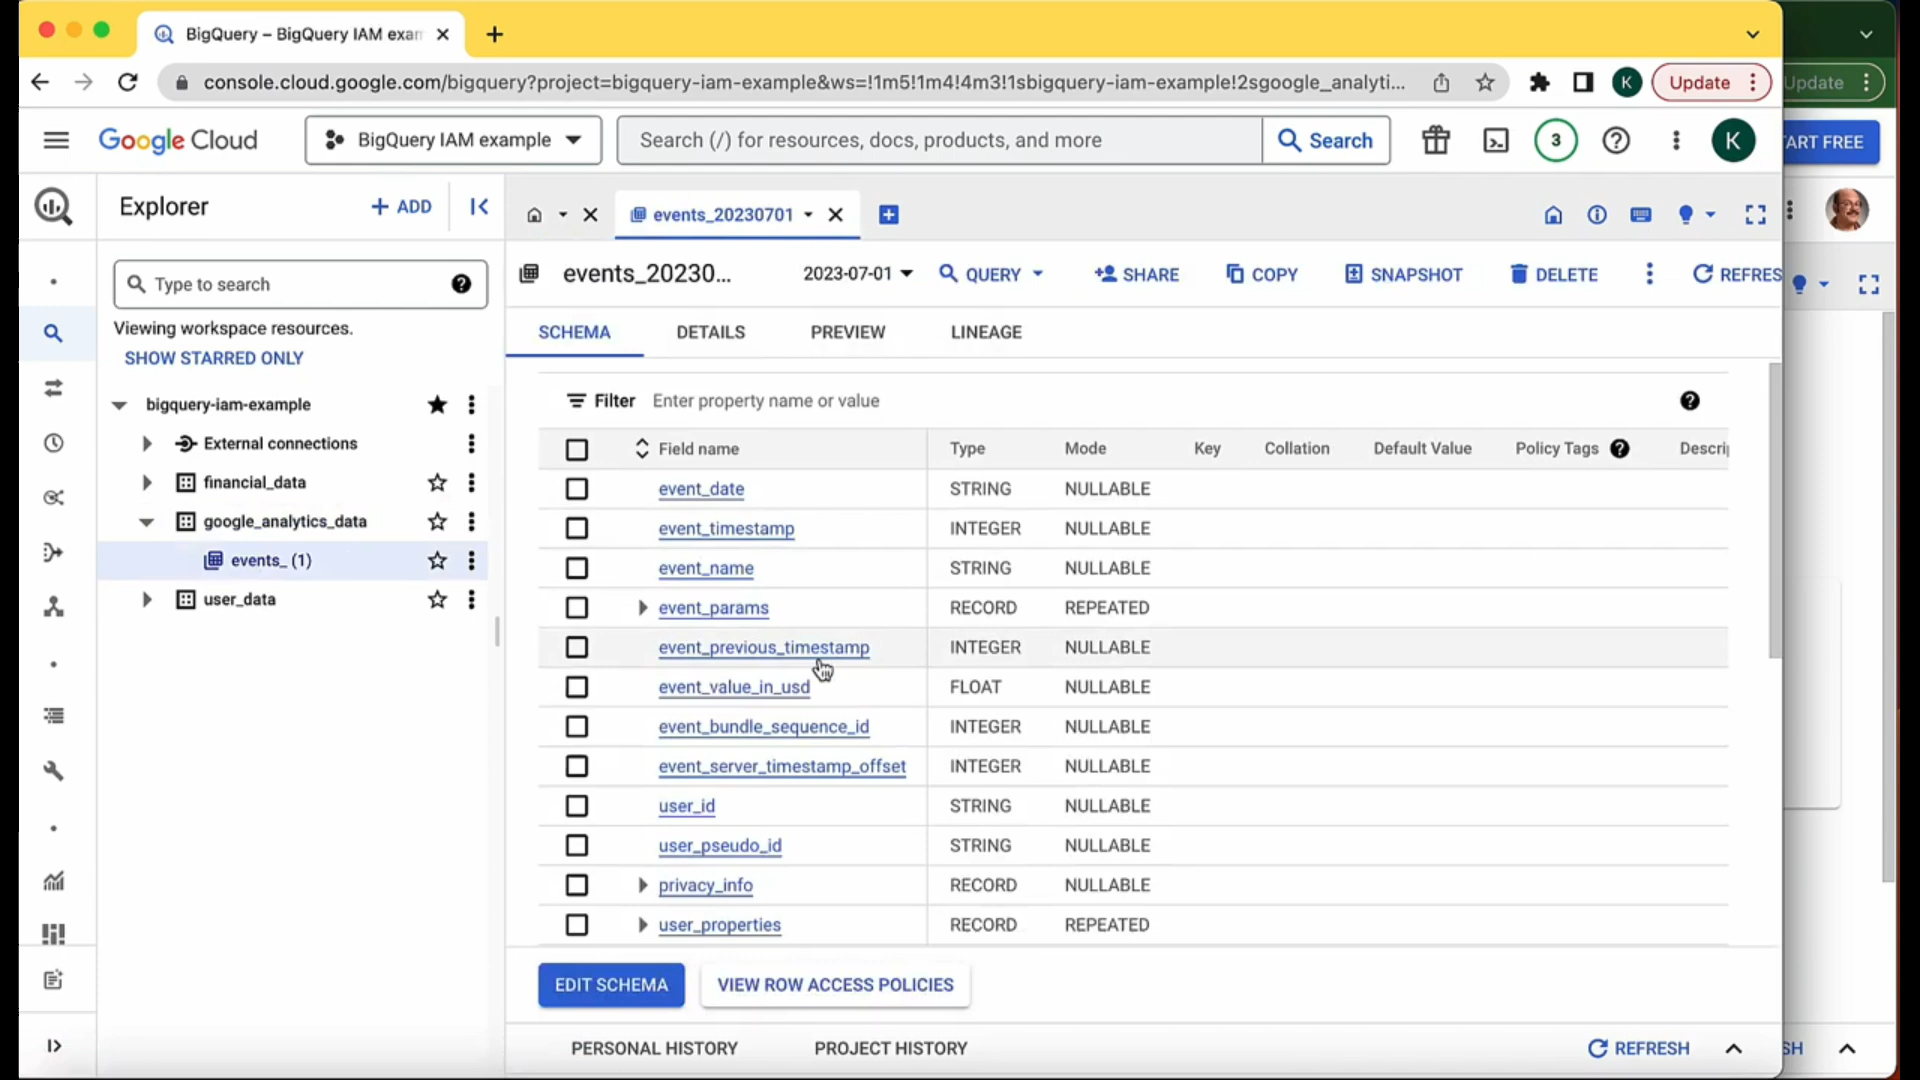 BigQuery – BigQuery IAM exam
console.cloud.google.com/bigquery?project=bigquery-iam-example&ws=!1m5!1m4!4m3!1sbigquery-iam-example!2sgoogle_analyti...
K
Update
Update
Google Cloud
BigQuery IAM example
Search (/) for resources, docs, products, and more
Search
3
K
ART FREE
Explorer
+ ADD
events_20230701
Type to search
events_20230...
2023-07-01
QUERY
SHARE
COPY
SNAPSHOT
DELETE
REFRES
Viewing workspace resources.
SHOW STARRED ONLY
SCHEMA
DETAILS
PREVIEW
LINEAGE
bigquery-iam-example
External connections
financial_data
google_analytics_data
events_ (1)
user_data
Filter Enter property name or value
Field name Type Mode Key Collation Default Value Policy Tags Descrip
event_date STRING NULLABLE
event_timestamp INTEGER NULLABLE
event_name STRING NULLABLE
event_params RECORD REPEATED
event_previous_timestamp INTEGER NULLABLE
event_value_in_usd FLOAT NULLABLE
event_bundle_sequence_id INTEGER NULLABLE
event_server_timestamp_offset INTEGER NULLABLE
user_id STRING NULLABLE
user_pseudo_id STRING NULLABLE
privacy_info RECORD NULLABLE
user_properties RECORD REPEATED
EDIT SCHEMA
VIEW ROW ACCESS POLICIES
PERSONAL HISTORY
PROJECT HISTORY
REFRESH
SH